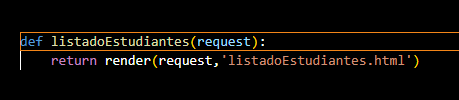 def listadoEstudiantes(request):
    return render(request,'listadoEstudiantes.html')